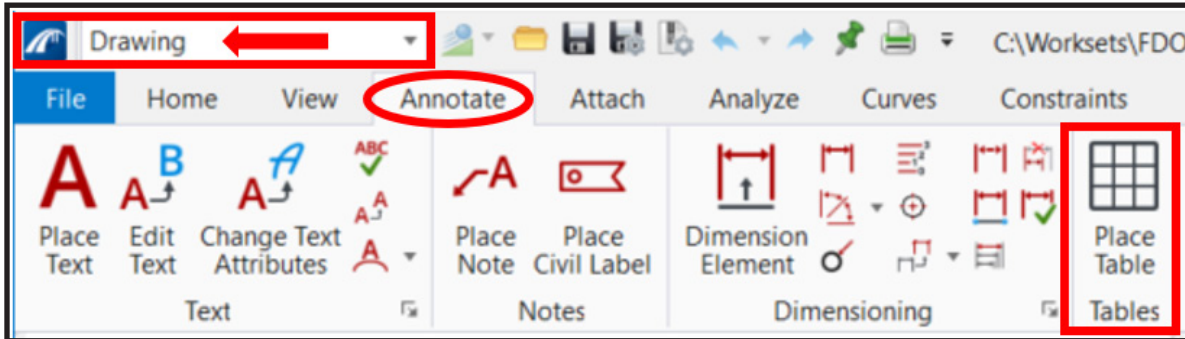 Drawing
C:\Worksets\FDO
File Home View Annotate Attach Analyze Curves Constraints
ABC
Place Text
Edit Text
Change Text Attributes
Place Note
Place Civil Label
Dimension Element
Place Table
Text Notes Dimensioning Tables